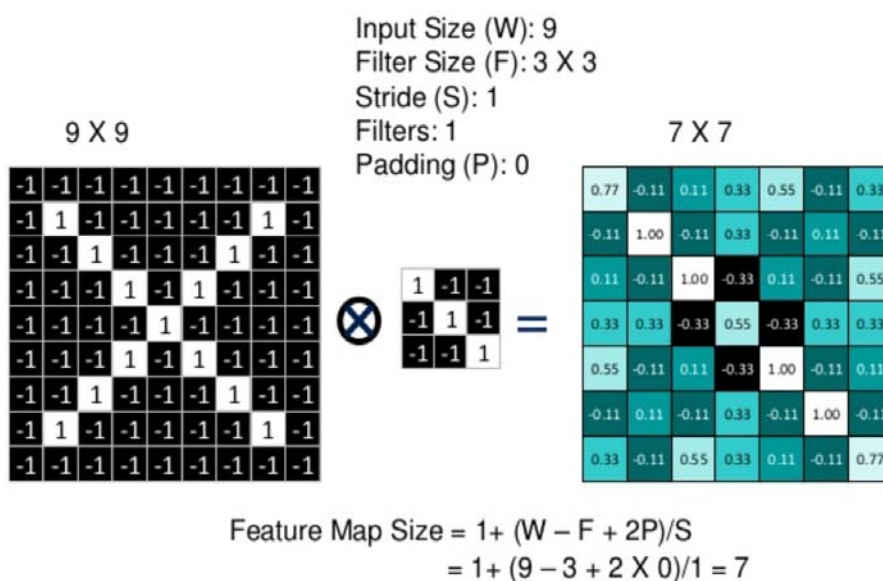 Input Size (W): 9
Filter Size (F): 3 X 3
Stride (S): 1
Filters: 1
Padding (P): 0
9 X 9
-1 -1 -1 -1 -1 -1 -1 -1 -1
-1 1 -1 -1 -1 -1 -1 1 -1
-1 -1 1 -1 -1 -1 1 -1 -1
-1 -1 -1 1 -1 1 -1 -1 -1
-1 -1 -1 -1 1 -1 -1 -1 -1
-1 -1 -1 1 -1 1 -1 -1 -1
-1 -1 1 -1 -1 -1 1 -1 -1
-1 1 -1 -1 -1 -1 -1 1 -1
-1 -1 -1 -1 -1 -1 -1 -1 -1
⊗
1 -1 -1
-1 1 -1
-1 -1 1
=
7 X 7
0.77 -0.11 0.11 0.33 0.55 -0.11 0.33
-0.11 1.00 -0.11 0.33 -0.11 0.11 -0.11
0.11 -0.11 1.00 -0.33 0.11 -0.11 0.55
0.33 0.33 -0.33 0.55 -0.33 0.33 0.33
0.55 -0.11 0.11 -0.33 1.00 -0.11 0.11
-0.11 0.11 -0.11 0.33 -0.11 1.00 -0.11
0.33 -0.11 0.55 0.33 0.11 -0.11 0.77
Feature Map Size = 1+ (W – F + 2P)/S
= 1+ (9 – 3 + 2 X 0)/1 = 7